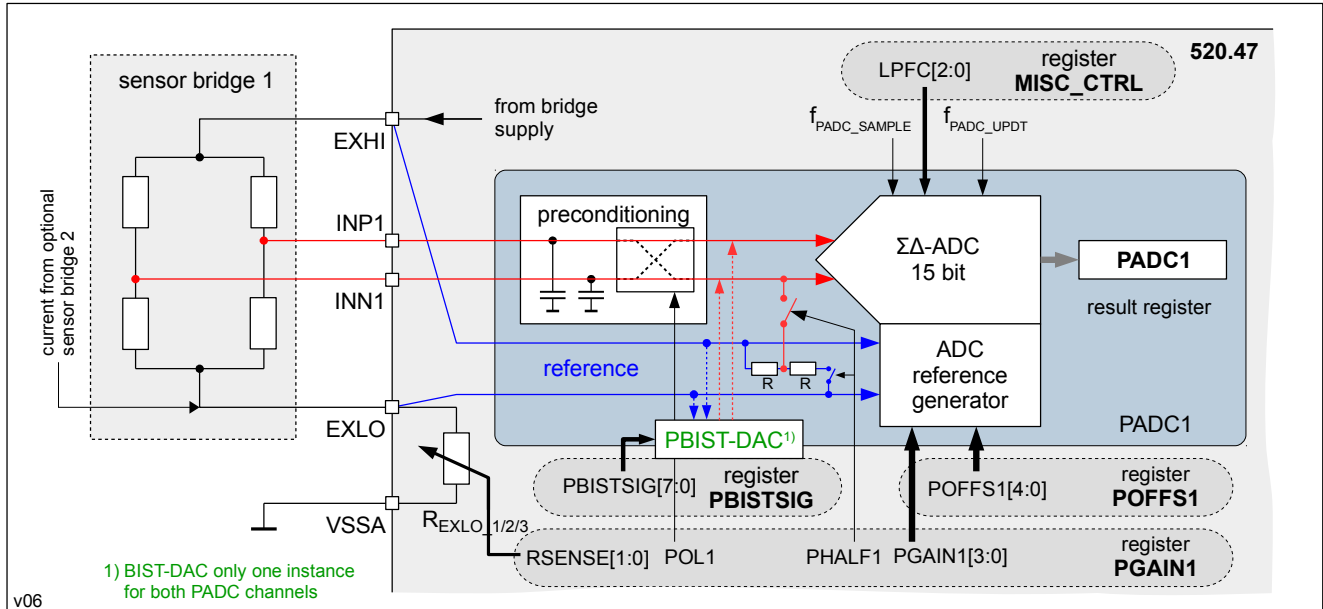 520.47
sensor bridge 1
register
LPFC[2:0]
MISC_CTRL
from bridge
supply
EXHI
fPADC_SAMPLE
fPADC_UPDT
current from optional
sensor bridge 2
INP1
INN1
preconditioning
ΣΔ-ADC
15 bit
PADC1
result register
reference
R
R
ADC
reference
generator
EXLO
PADC1
PBIST-DAC1)
register
PBISTSIG[7:0]
PBISTSIG
register
POFFS1[4:0]
POFFS1
VSSA
REXLO_1/2/3
RSENSE[1:0]
POL1
PHALF1
PGAIN1[3:0]
register
PGAIN1
1) BIST-DAC only one instance
for both PADC channels
v06